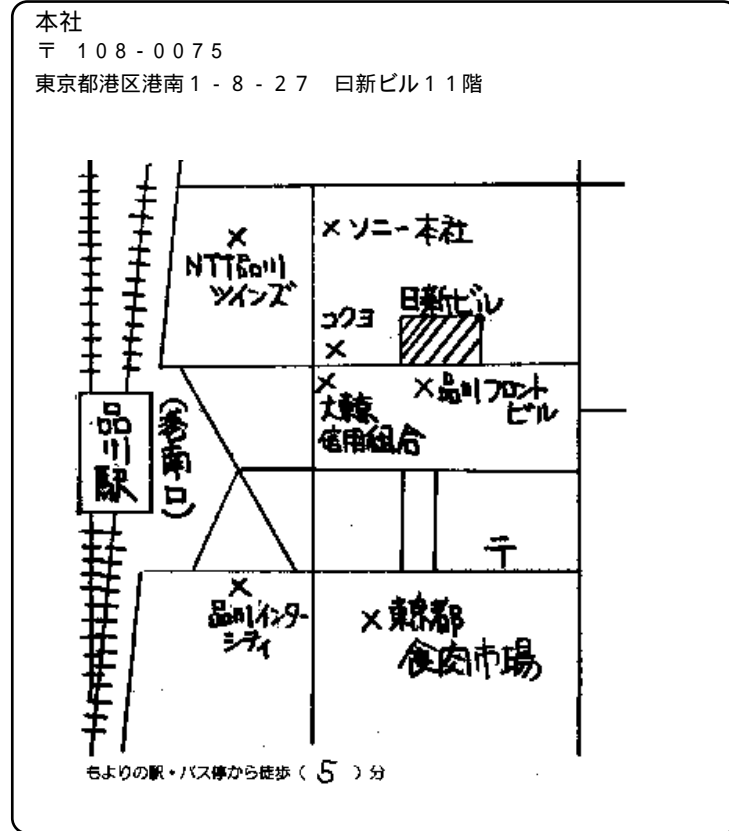 本社
〒 108-0075
東京都港区港南1-8-27 日新ビル11階
× ソニー本社
×
NTT品川
ツインズ
日新ビル
コクヨ
×
×
大東京
信用組合
× 品川フロント
ビル
品川駅
(港南口)
〒
×
品川インター
シティ
× 東京都
食肉市場
もよりの駅・バス停から徒歩( 5 )分